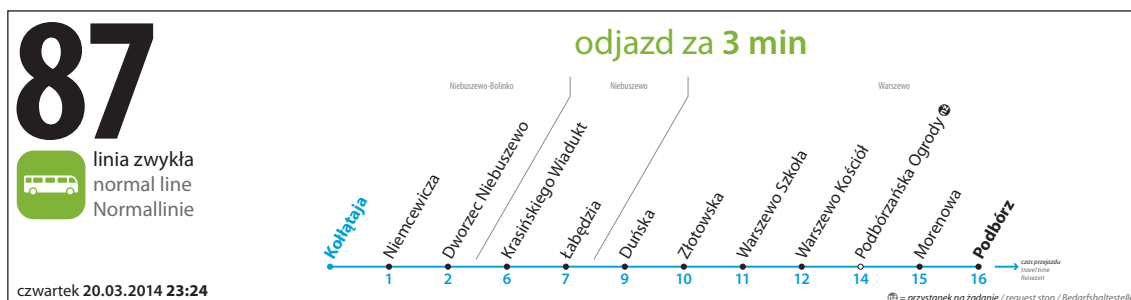 87
odjazd za 3 min
Niebuszewo-Bolinko
Niebuszewo
Warszewo
linia zwykła
normal line
Normallinie
Kołłątaja
Niemcewicza
Dworzec Niebuszewo
Krasińskiego Wiadukt
Łabędzia
Duńska
Złotowska
Warszewo Szkoła
Warszewo Kościół
Podbórzańska Ogrody nż
Morenowa
Podbórz
1 2 6 7 9 10 11 12 14 15 16
czas przejazdu
travel time
Reisezeit
czwartek 20.03.2014 23:24
nż = przystanek na żądanie / request stop / Bedarfshaltestelle